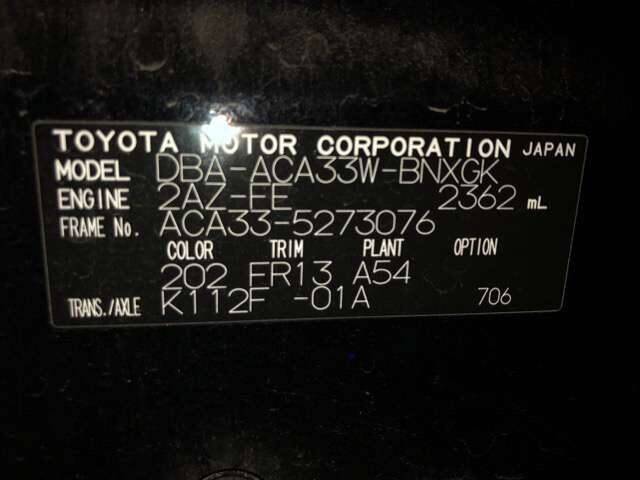 TOYOTA MOTOR CORPORATION JAPAN
MODEL DBA-ACA33W-BNXGK
ENGINE 2AZ-FE 2362 mL
FRAME No. ACA33-5273076
COLOR TRIM PLANT OPTION
202 FR13 A54
TRANS./AXLE K112F -01A 706